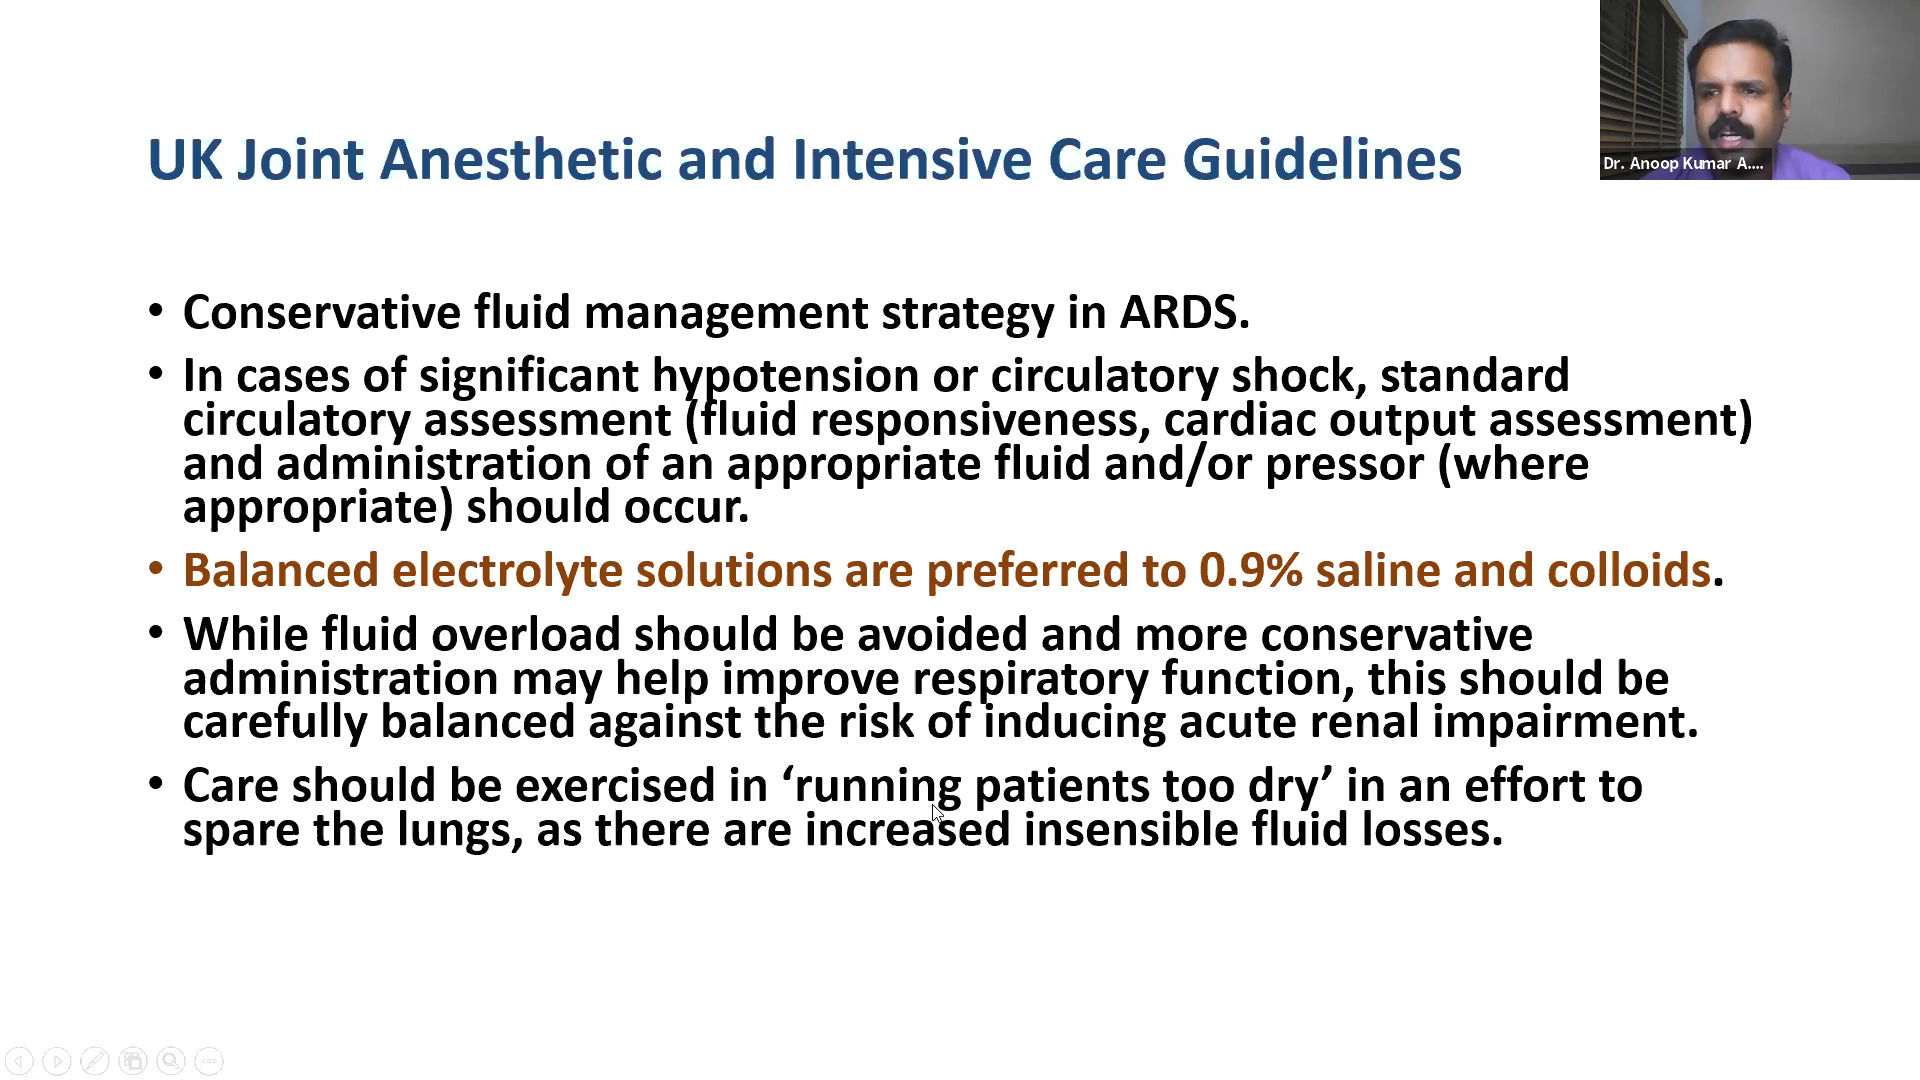 UK Joint Anesthetic and Intensive Care Guidelines
Dr. Anoop Kumar A....
• Conservative fluid management strategy in ARDS.
• In cases of significant hypotension or circulatory shock, standard
circulatory assessment (fluid responsiveness, cardiac output assessment)
and administration of an appropriate fluid and/or pressor (where
appropriate) should occur.
• Balanced electrolyte solutions are preferred to 0.9% saline and colloids.
• While fluid overload should be avoided and more conservative
administration may help improve respiratory function, this should be
carefully balanced against the risk of inducing acute renal impairment.
• Care should be exercised in ‘running patients too dry’ in an effort to
spare the lungs, as there are increased insensible fluid losses.